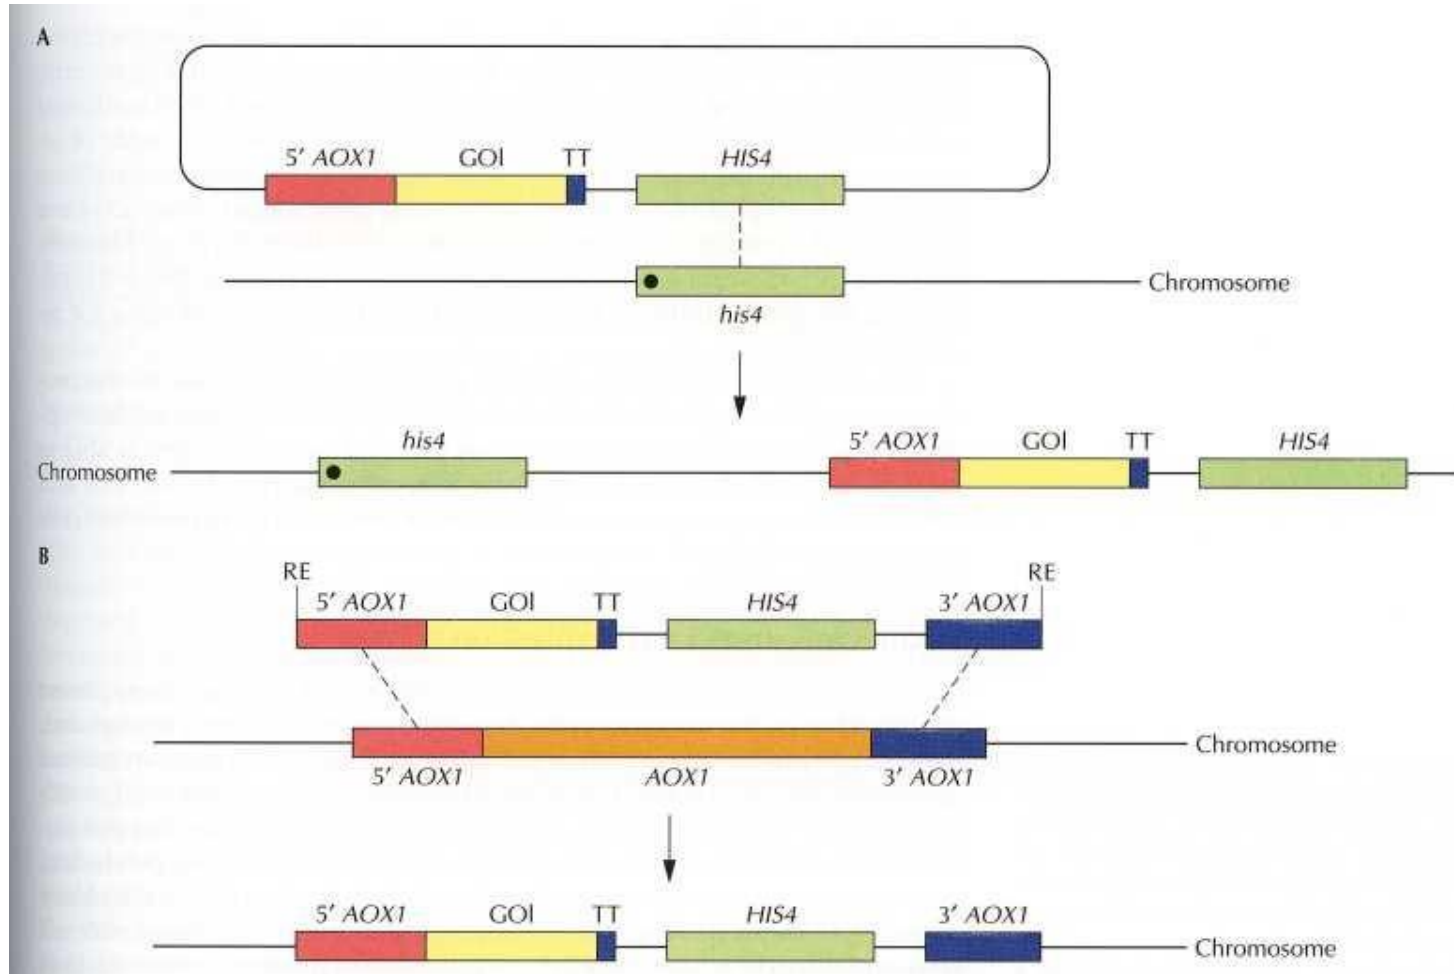 A
5' AOX1 GOI TT HIS4
Chromosome
his4
his4 5' AOX1 GOI TT HIS4
Chromosome
B
RE RE
5' AOX1 GOI TT HIS4 3' AOX1
Chromosome
5' AOX1 AOX1 3' AOX1
5' AOX1 GOI TT HIS4 3' AOX1
Chromosome